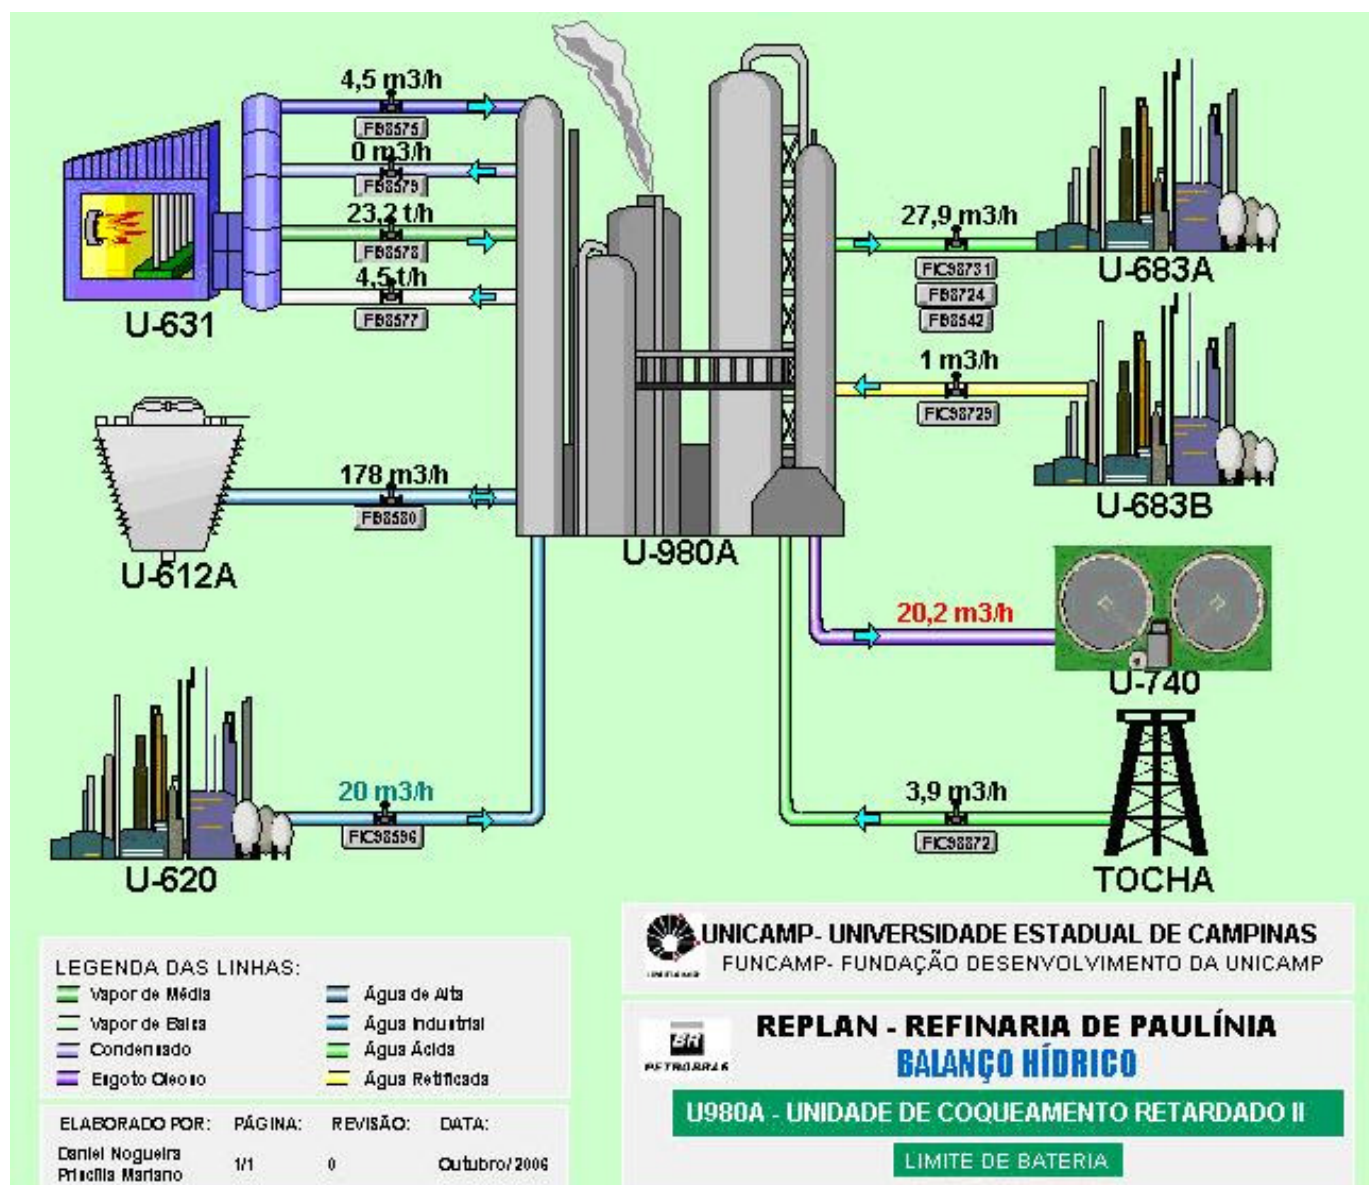 4,5 m3/h
FB8575
0 m3/h
FB8579
23,2 t/h
FB8578
4,5 t/h
FB8577
U-631
27,9 m3/h
FIC98731
FB8724
FB8542
U-683A
1 m3/h
FIC98729
U-683B
178 m3/h
FB8580
U-612A
U-980A
20,2 m3/h
U-740
20 m3/h
FIC98596
U-620
3,9 m3/h
FIC98872
TOCHA
LEGENDA DAS LINHAS:
Vapor de Média
Água de Alta
Vapor de Baixa
Água Industrial
Condensado
Água Ácida
Esgoto Oleoso
Água Retificada
ELABORADO POR: PÁGINA: REVISÃO: DATA:
Daniel Nogueira
Priscilla Mariano
1/1 0 Outubro/2006
UNICAMP
UNICAMP- UNIVERSIDADE ESTADUAL DE CAMPINAS
FUNCAMP- FUNDAÇÃO DESENVOLVIMENTO DA UNICAMP
BR
PETROBRAS
REPLAN - REFINARIA DE PAULÍNIA
BALANÇO HÍDRICO
U980A - UNIDADE DE COQUEAMENTO RETARDADO II
LIMITE DE BATERIA